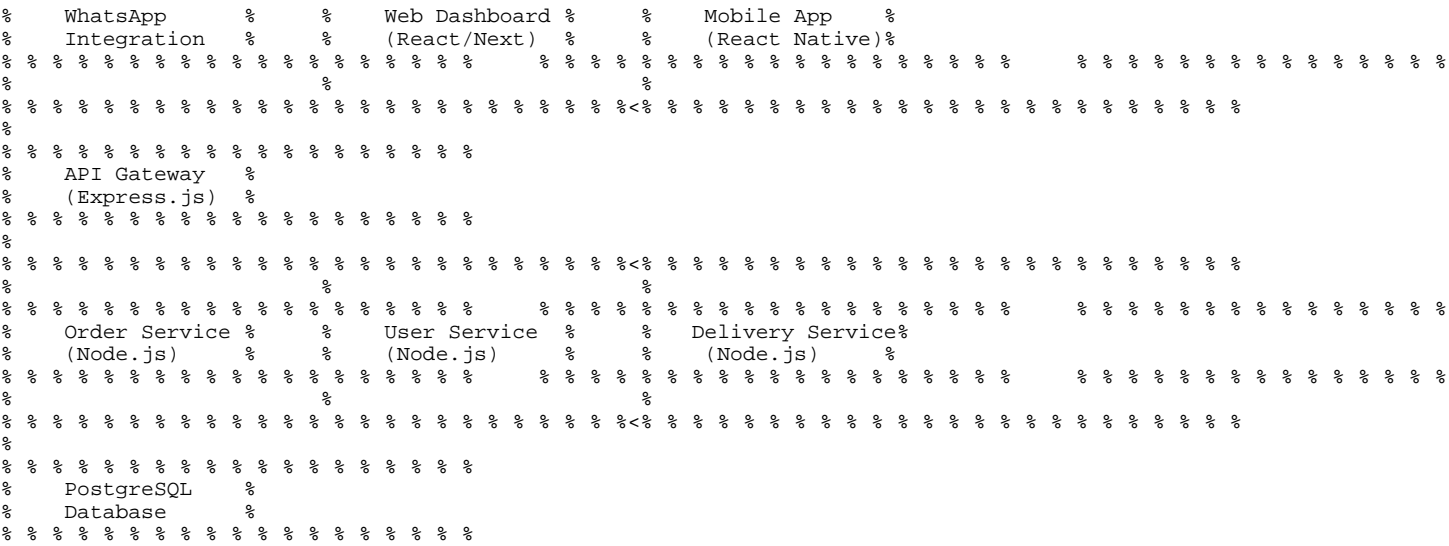 % WhatsApp % % Web Dashboard % % Mobile App %
% Integration % % (React/Next) % % (React Native)%
% % % % % % % % % % % % % % % % % % % % % % % % % % % % % % % % % % % % % % % % % % % % % % % % % % % %
% % %
% % % % % % % % % % % % % % % % % % % % % % % % %<% % % % % % % % % % % % % % % % % % % % % % % %
%
% % % % % % % % % % % % % % % % % % %
% API Gateway %
% (Express.js) %
% % % % % % % % % % % % % % % % % % %
%
% % % % % % % % % % % % % % % % % % % % % % % % %<% % % % % % % % % % % % % % % % % % % % % % % %
% % %
% % % % % % % % % % % % % % % % % % % % % % % % % % % % % % % % % % % % % % % % % % % % % % % % % % % %
% Order Service % % User Service % % Delivery Service%
% (Node.js) % % (Node.js) % % (Node.js) %
% % % % % % % % % % % % % % % % % % % % % % % % % % % % % % % % % % % % % % % % % % % % % % % % % % % %
% % %
% % % % % % % % % % % % % % % % % % % % % % % % %<% % % % % % % % % % % % % % % % % % % % % % % %
%
% % % % % % % % % % % % % % % % % % %
% PostgreSQL %
% Database %
% % % % % % % % % % % % % % % % % % %